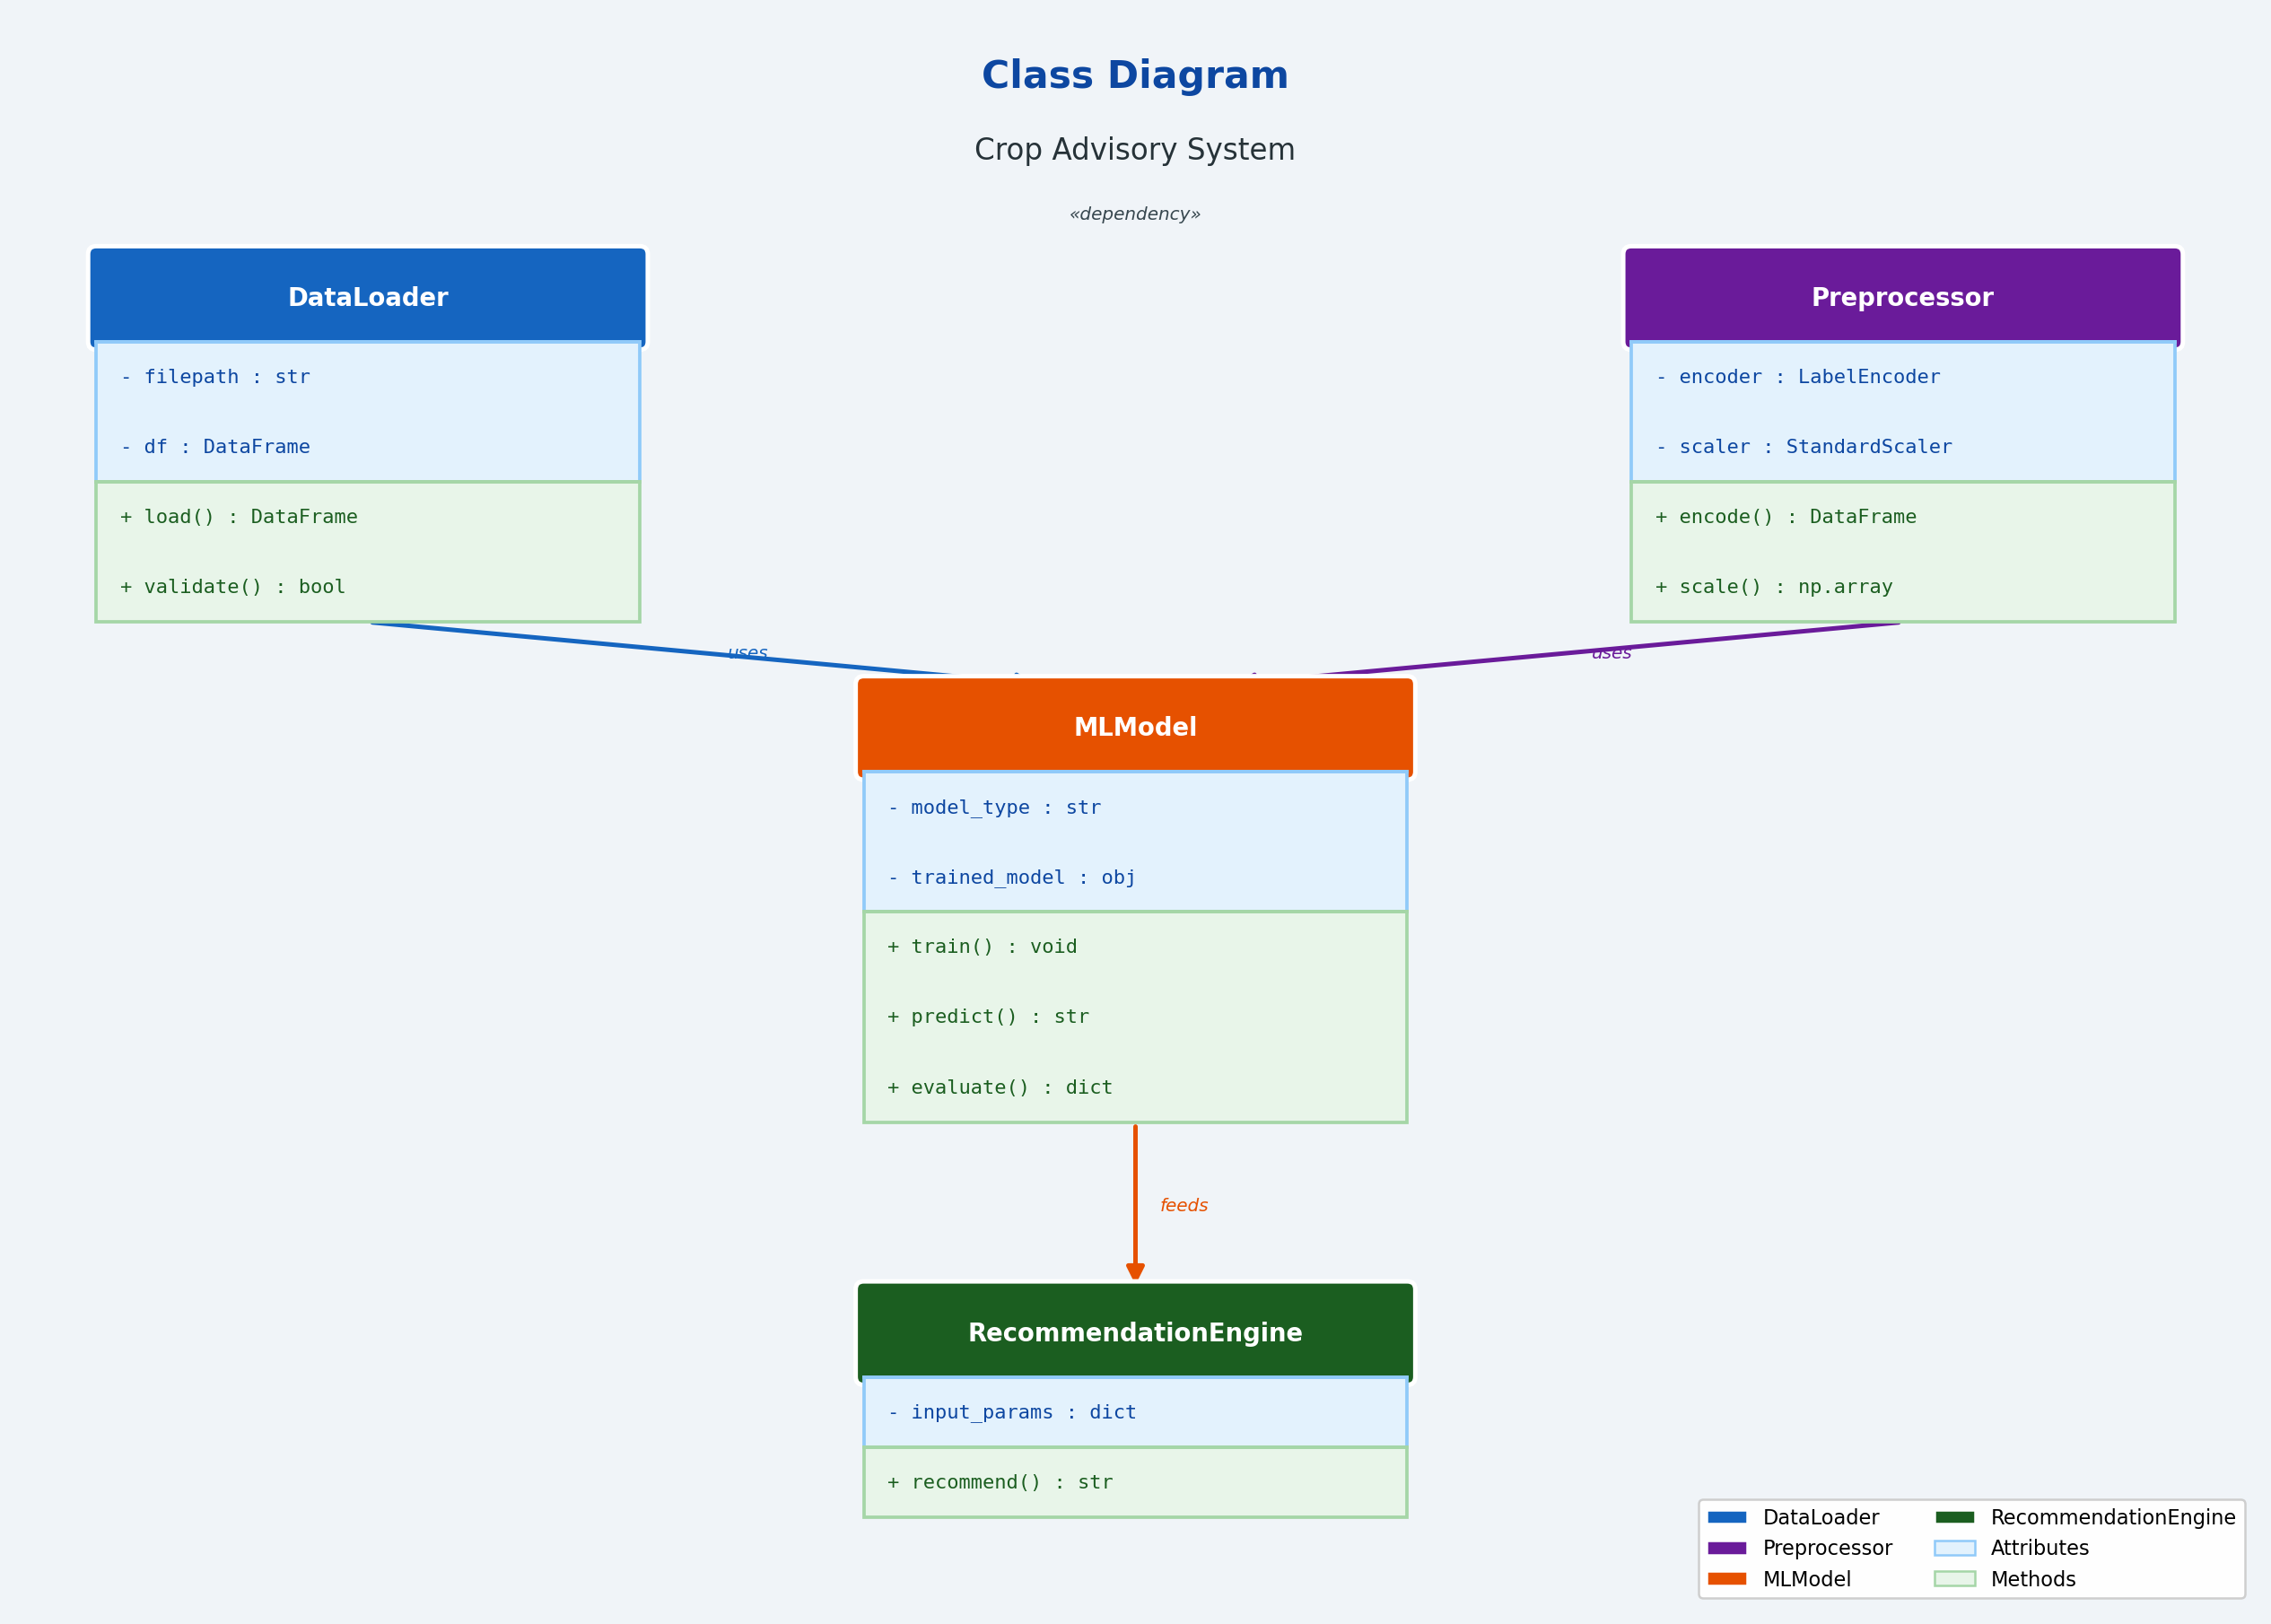 Class Diagram
Crop Advisory System
«dependency»
DataLoader
- filepath : str
- df : DataFrame
+ load() : DataFrame
+ validate() : bool
Preprocessor
- encoder : LabelEncoder
- scaler : StandardScaler
+ encode() : DataFrame
+ scale() : np.array
uses
uses
MLModel
- model_type : str
- trained_model : obj
+ train() : void
+ predict() : str
+ evaluate() : dict
feeds
RecommendationEngine
- input_params : dict
+ recommend() : str
DataLoader
Preprocessor
MLModel
RecommendationEngine
Attributes
Methods